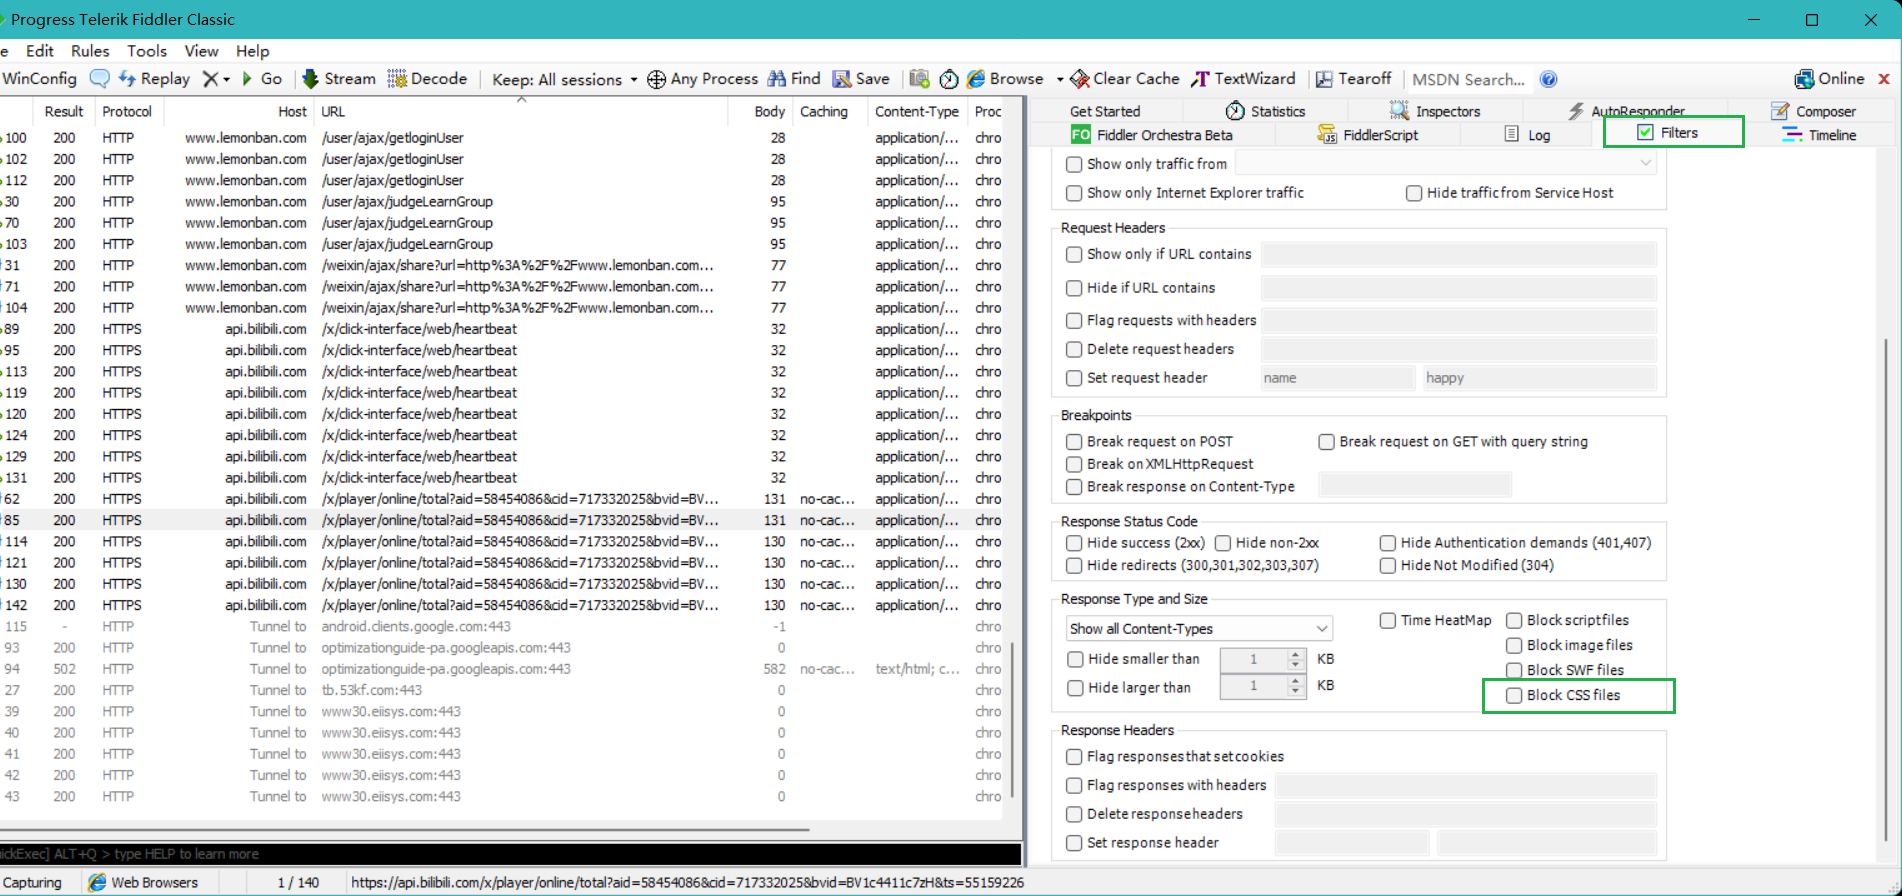 Progress Telerik Fiddler Classic
e Edit Rules Tools View Help
WinConfig Replay Go Stream Decode Keep: All sessions Any Process Find Save Browse Clear Cache TextWizard Tearoff MSDN Search... Online
Result Protocol Host URL Body Caching Content-Type Proc
100 200 HTTP www.lemonban.com /user/ajax/getloginUser 28 application/... chro
102 200 HTTP www.lemonban.com /user/ajax/getloginUser 28 application/... chro
112 200 HTTP www.lemonban.com /user/ajax/getloginUser 28 application/... chro
30 200 HTTP www.lemonban.com /user/ajax/judgeLearnGroup 95 application/... chro
70 200 HTTP www.lemonban.com /user/ajax/judgeLearnGroup 95 application/... chro
103 200 HTTP www.lemonban.com /user/ajax/judgeLearnGroup 95 application/... chro
31 200 HTTP www.lemonban.com /weixin/ajax/share?url=http%3A%2F%2Fwww.lemonban.com... 77 application/... chro
71 200 HTTP www.lemonban.com /weixin/ajax/share?url=http%3A%2F%2Fwww.lemonban.com... 77 application/... chro
104 200 HTTP www.lemonban.com /weixin/ajax/share?url=http%3A%2F%2Fwww.lemonban.com... 77 application/... chro
89 200 HTTPS api.bilibili.com /x/click-interface/web/heartbeat 32 application/... chro
95 200 HTTPS api.bilibili.com /x/click-interface/web/heartbeat 32 application/... chro
113 200 HTTPS api.bilibili.com /x/click-interface/web/heartbeat 32 application/... chro
119 200 HTTPS api.bilibili.com /x/click-interface/web/heartbeat 32 application/... chro
120 200 HTTPS api.bilibili.com /x/click-interface/web/heartbeat 32 application/... chro
124 200 HTTPS api.bilibili.com /x/click-interface/web/heartbeat 32 application/... chro
129 200 HTTPS api.bilibili.com /x/click-interface/web/heartbeat 32 application/... chro
131 200 HTTPS api.bilibili.com /x/click-interface/web/heartbeat 32 application/... chro
62 200 HTTPS api.bilibili.com /x/player/online/total?aid=58454086&cid=717332025&bvid=BV... 131 no-cac... application/... chro
85 200 HTTPS api.bilibili.com /x/player/online/total?aid=58454086&cid=717332025&bvid=BV... 131 no-cac... application/... chro
114 200 HTTPS api.bilibili.com /x/player/online/total?aid=58454086&cid=717332025&bvid=BV... 130 no-cac... application/... chro
121 200 HTTPS api.bilibili.com /x/player/online/total?aid=58454086&cid=717332025&bvid=BV... 130 no-cac... application/... chro
130 200 HTTPS api.bilibili.com /x/player/online/total?aid=58454086&cid=717332025&bvid=BV... 130 no-cac... application/... chro
142 200 HTTPS api.bilibili.com /x/player/online/total?aid=58454086&cid=717332025&bvid=BV... 130 no-cac... application/... chro
115 - HTTP Tunnel to android.clients.google.com:443 -1 chro
93 200 HTTP Tunnel to optimizationguide-pa.googleapis.com:443 0 chro
94 502 HTTP Tunnel to optimizationguide-pa.googleapis.com:443 582 no-cac... text/html; c... chro
27 200 HTTP Tunnel to tb.53kf.com:443 0 chro
39 200 HTTP Tunnel to www30.eiisys.com:443 0 chro
40 200 HTTP Tunnel to www30.eiisys.com:443 0 chro
41 200 HTTP Tunnel to www30.eiisys.com:443 0 chro
42 200 HTTP Tunnel to www30.eiisys.com:443 0 chro
43 200 HTTP Tunnel to www30.eiisys.com:443 0 chro
ickExec] ALT+Q > type HELP to learn more
Get Started Statistics Inspectors AutoResponder Composer
FO Fiddler Orchestra Beta FiddlerScript Log Filters Timeline
Show only traffic from
Show only Internet Explorer traffic Hide traffic from Service Host
Request Headers
Show only if URL contains
Hide if URL contains
Flag requests with headers
Delete request headers
Set request header name happy
Breakpoints
Break request on POST Break request on GET with query string
Break on XMLHttpRequest
Break response on Content-Type
Response Status Code
Hide success (2xx) Hide non-2xx Hide Authentication demands (401,407)
Hide redirects (300,301,302,303,307) Hide Not Modified (304)
Response Type and Size
Show all Content-Types Time HeatMap Block script files
Block image files
Hide smaller than 1 KB Block SWF files
Hide larger than 1 KB Block CSS files
Response Headers
Flag responses that set cookies
Flag responses with headers
Delete response headers
Set response header
Capturing Web Browsers 1 / 140 https://api.bilibili.com/x/player/online/total?aid=58454086&cid=717332025&bvid=BV1c4411c7zH&ts=55159226